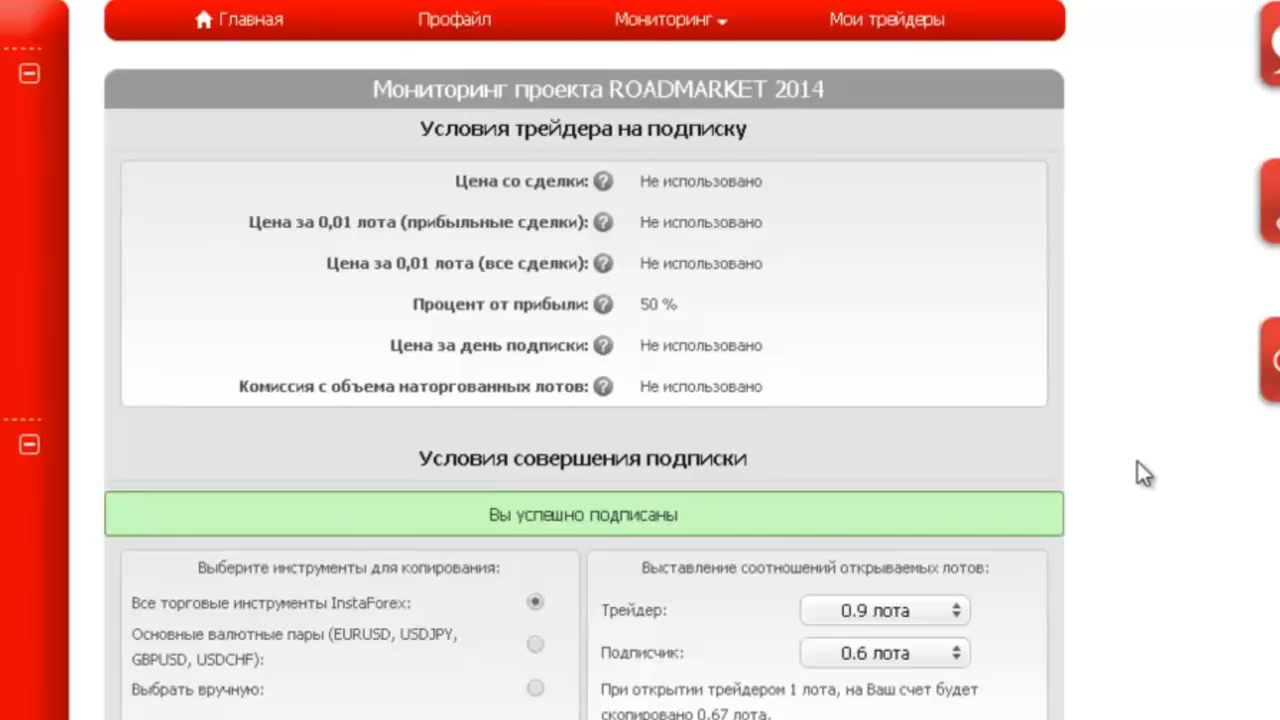 Главная Профайл Мониторинг Мои трейдеры
Мониторинг проекта ROADMARKET 2014
Условия трейдера на подписку
Цена со сделки: ? Не использовано
Цена за 0,01 лота (прибыльные сделки): ? Не использовано
Цена за 0,01 лота (все сделки): ? Не использовано
Процент от прибыли: ? 50 %
Цена за день подписки: ? Не использовано
Комиссия с объема наторгованных лотов: ? Не использовано
Условия совершения подписки
Вы успешно подписаны
Выберите инструменты для копирования:
Все торговые инструменты InstaForex:
Основные валютные пары (EURUSD, USDJPY,
GBPUSD, USDCHF):
Выбрать вручную:
Выставление соотношений открываемых лотов:
Трейдер: 0.9 лота
Подписчик: 0.6 лота
При открытии трейдером 1 лота, на Ваш счет будет
скопировано 0.67 лота.